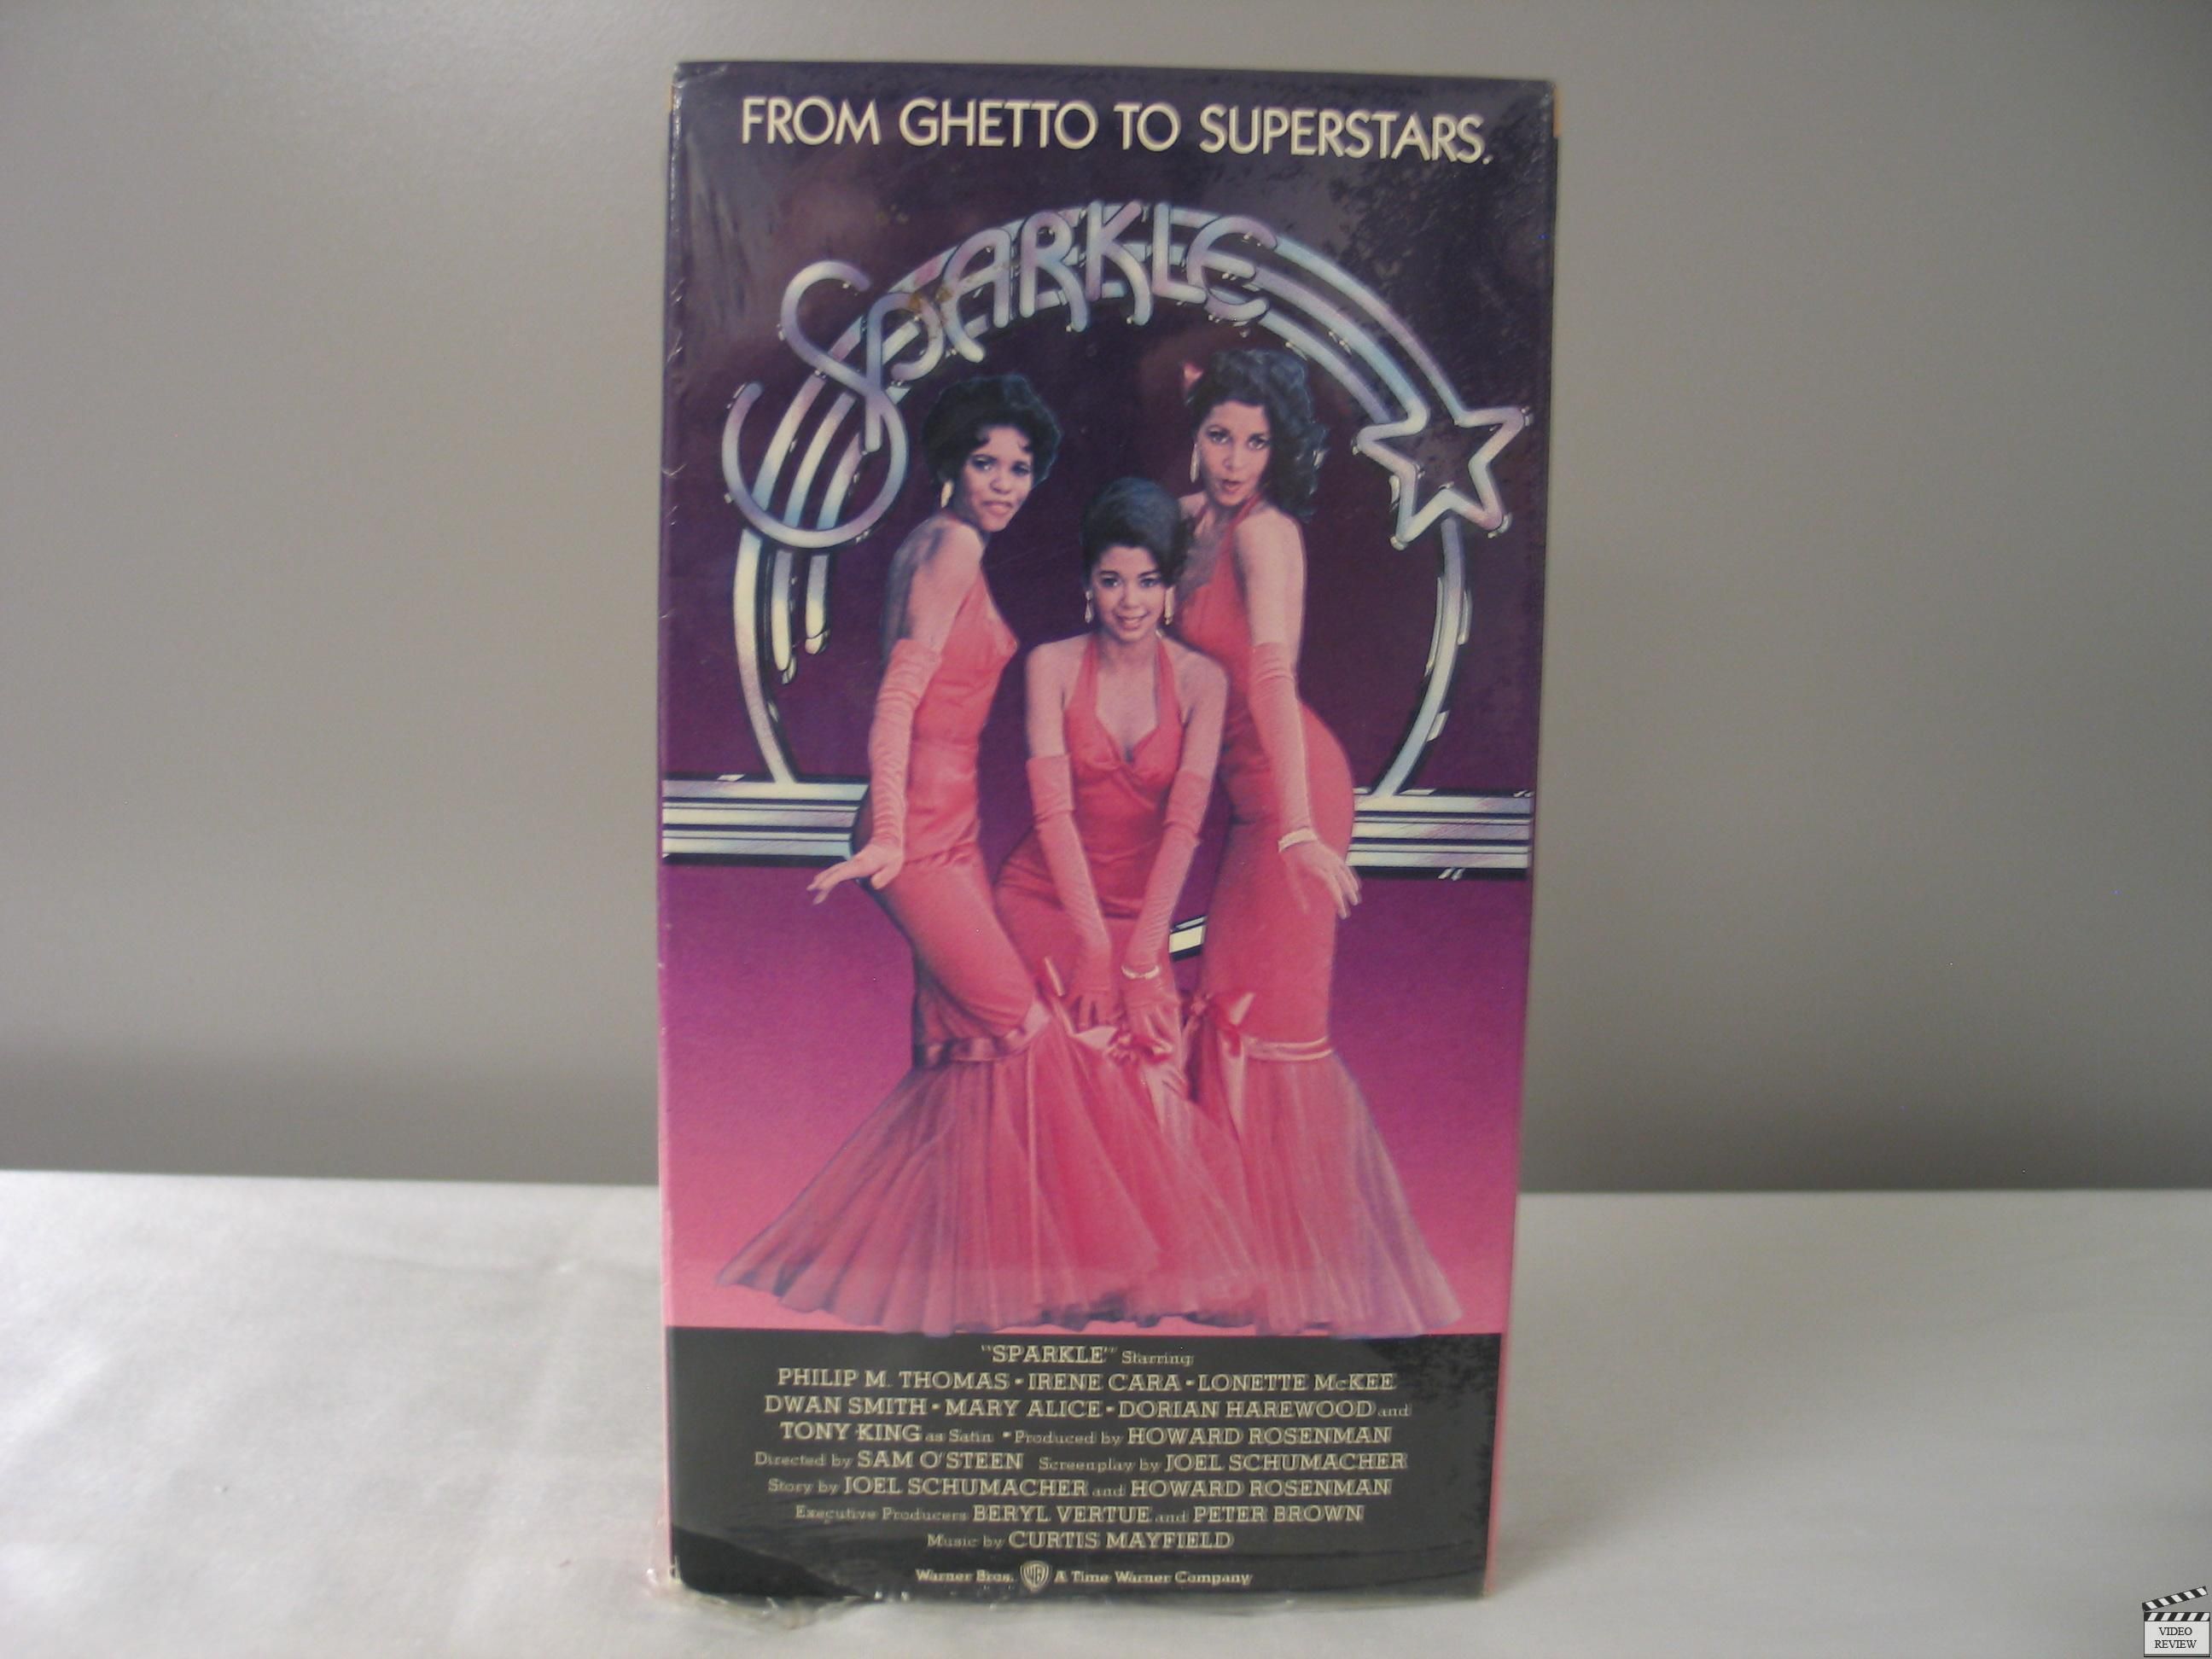 FROM GHETTO TO SUPERSTARS.
SPARKLE
"SPARKLE" Starring
PHILIP M. THOMAS • IRENE CARA • LONETTE McKEE
DWAN SMITH • MARY ALICE • DORIAN HAREWOOD and
TONY KING as Satin • Produced by HOWARD ROSENMAN
Directed by SAM O'STEEN Screenplay by JOEL SCHUMACHER
Story by JOEL SCHUMACHER and HOWARD ROSENMAN
Executive Producers BERYL VERTUE and PETER BROWN
Music by CURTIS MAYFIELD
Warner Bros. WB A Time Warner Company
VIDEO
REVIEW